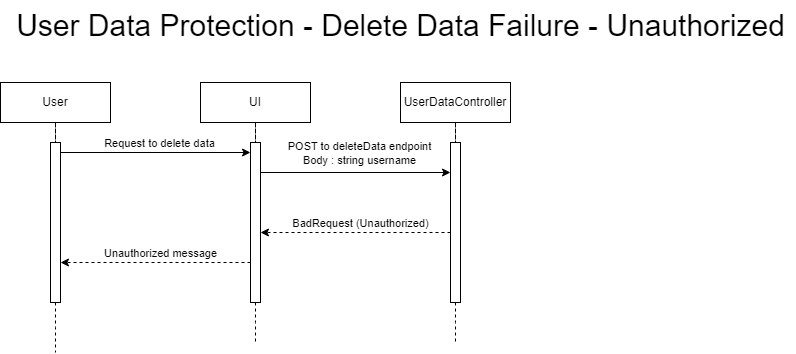 User Data Protection - Delete Data Failure - Unauthorized
User
UI
UserDataController
Request to delete data
POST to deleteData endpoint
Body : string username
BadRequest (Unauthorized)
Unauthorized message